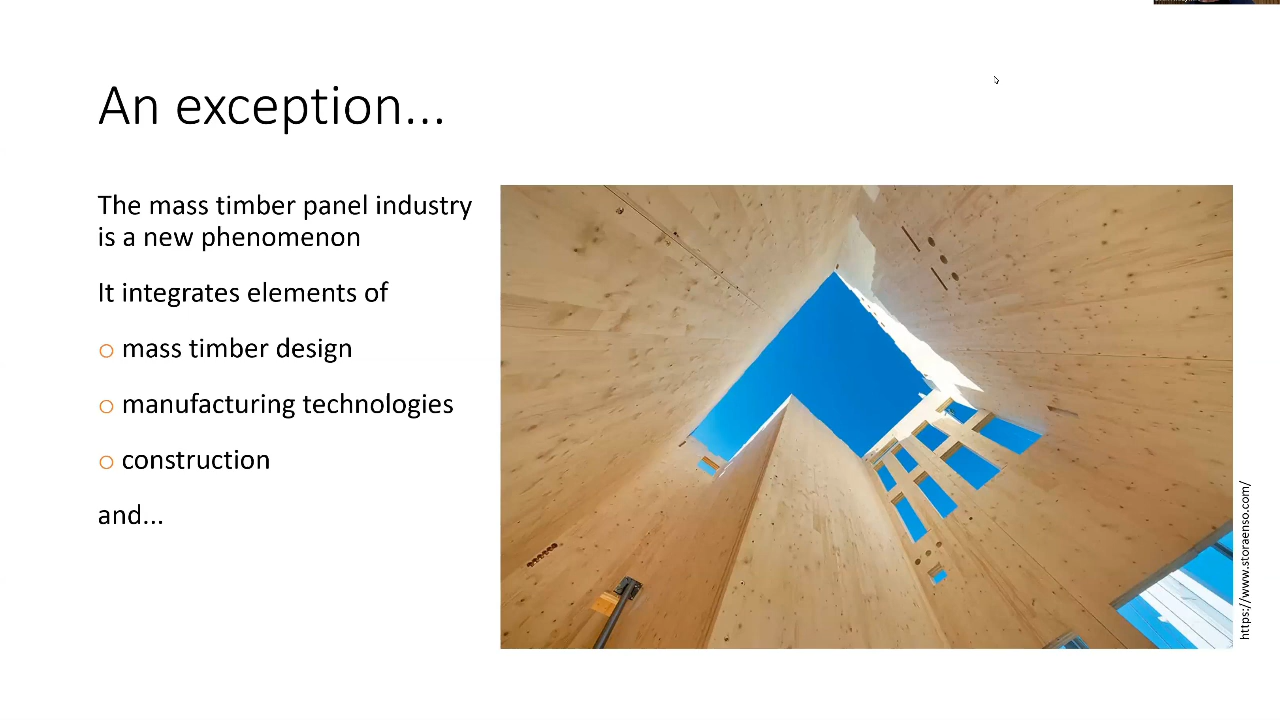 An exception...
The mass timber panel industry
is a new phenomenon
It integrates elements of
o mass timber design
o manufacturing technologies
o construction
and...
https://www.storaenso.com/